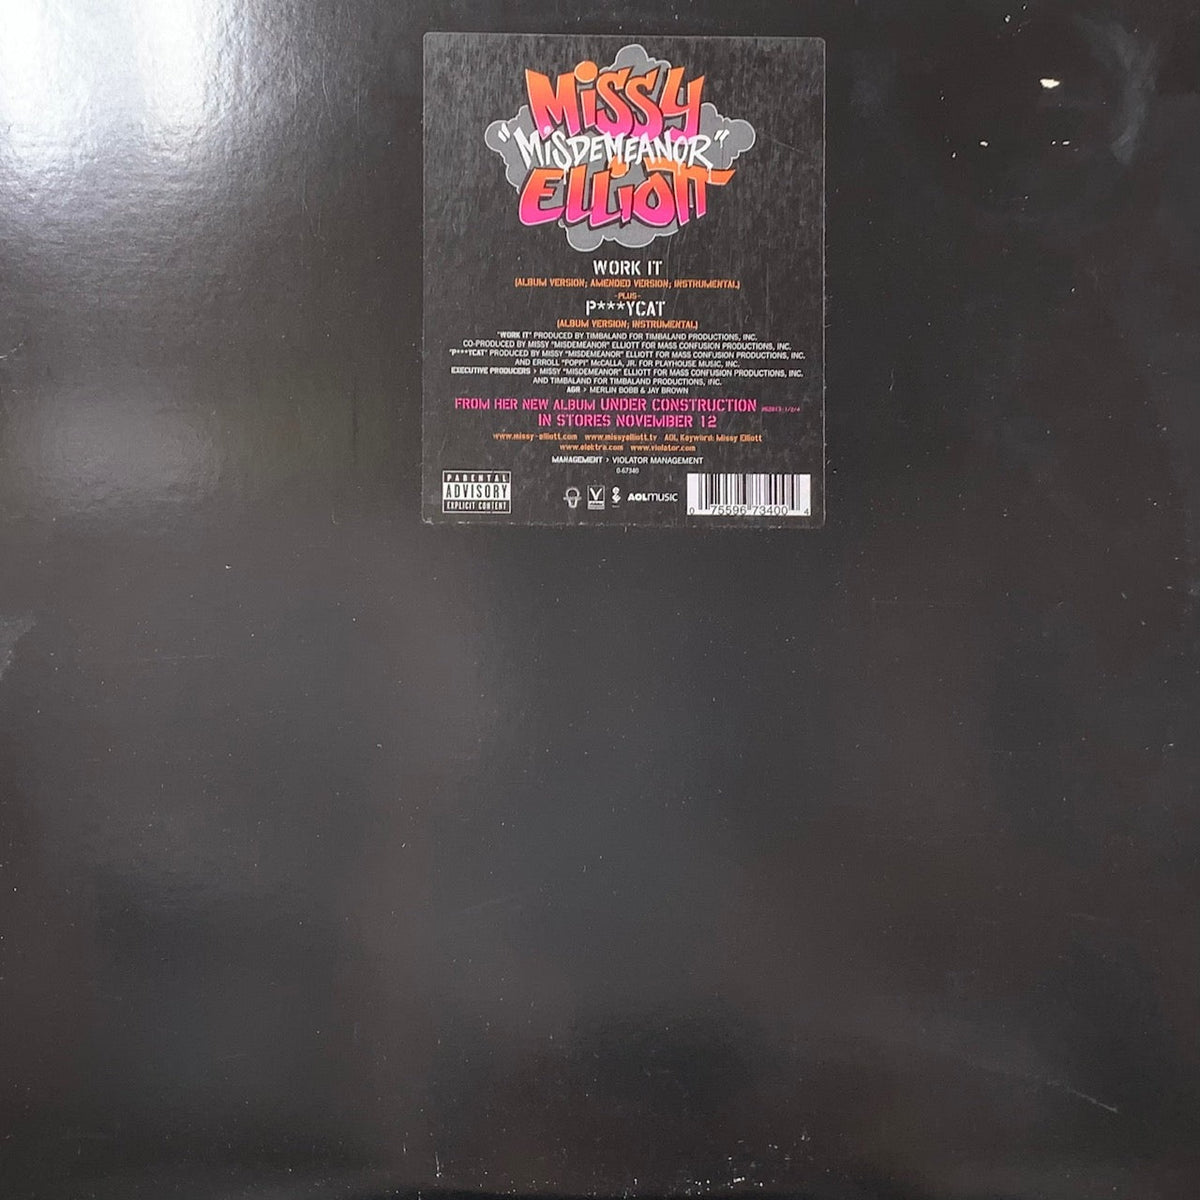 MiSSY
"MiSDEMEANOR"
ELLiOTT
WORK IT
(ALBUM VERSION; AMENDED VERSION; INSTRUMENTAL)
-PLUS-
P***YCAT
(ALBUM VERSION; INSTRUMENTAL)
"WORK IT" PRODUCED BY TIMBALAND FOR TIMBALAND PRODUCTIONS, INC.
CO-PRODUCED BY MISSY "MISDEMEANOR" ELLIOTT FOR MASS CONFUSION PRODUCTIONS, INC.
"P***YCAT" PRODUCED BY MISSY "MISDEMEANOR" ELLIOTT FOR MASS CONFUSION PRODUCTIONS, INC.
AND ERROLL "POPPI" McCALLA, JR. FOR PLAYHOUSE MUSIC, INC.
EXECUTIVE PRODUCERS > MISSY "MISDEMEANOR" ELLIOTT FOR MASS CONFUSION PRODUCTIONS, INC.
AND TIMBALAND FOR TIMBALAND PRODUCTIONS, INC.
A&R > MERLIN BOBB & JAY BROWN
FROM HER NEW ALBUM UNDER CONSTRUCTION
IN STORES NOVEMBER 12
www.missy-elliott.com www.missyelliott.tv AOL Keyword: Missy Elliott
www.elektra.com www.violator.com
MANAGEMENT > VIOLATOR MANAGEMENT
0-67340
PARENTAL
ADVISORY
EXPLICIT CONTENT
AOLMUSIC
0 75596 73400 4